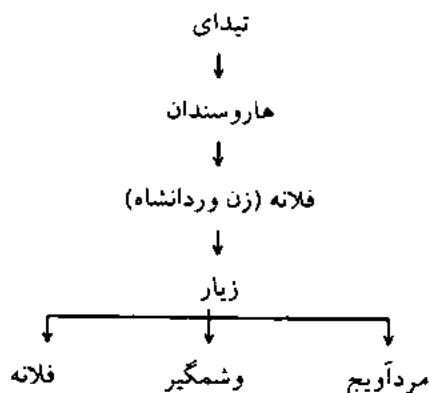 تیدای
هاروسندان
فلانه (زن وردانشاه)
زیار
مردآویج وشمگیر فلانه